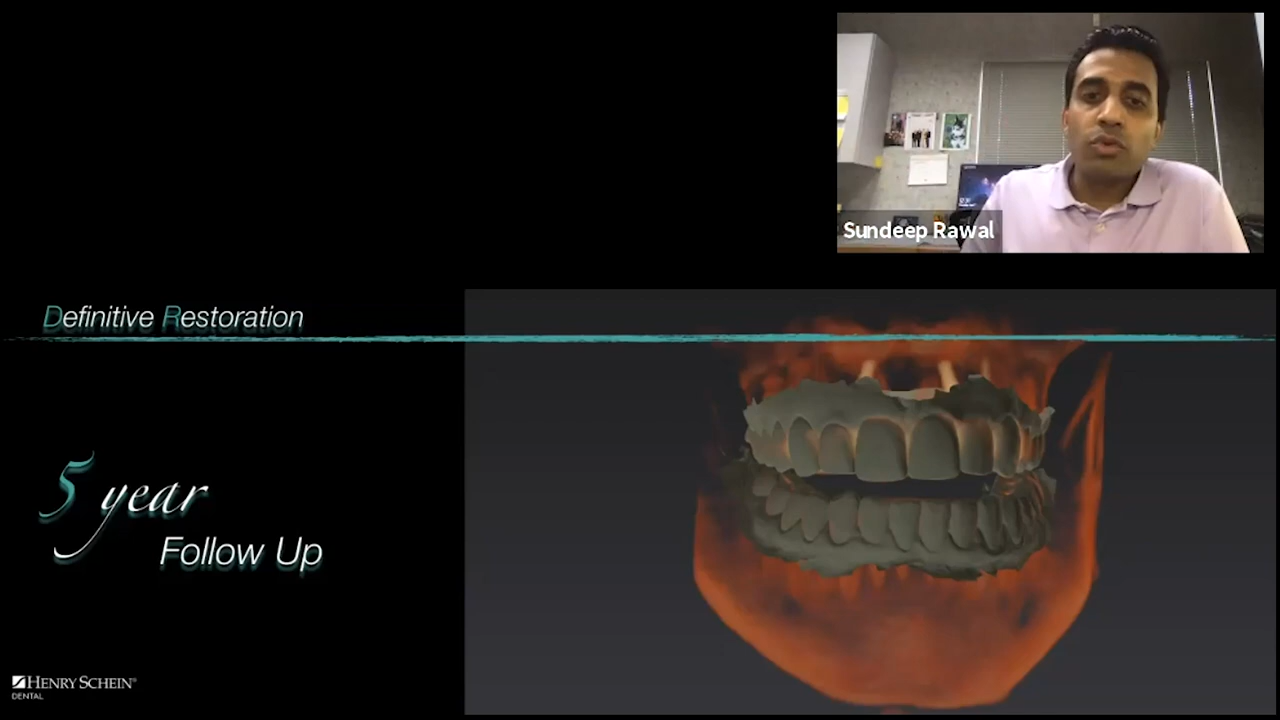 Sundeep Rawal
Definitive Restoration
5 year
Follow Up
HENRY SCHEIN®
DENTAL